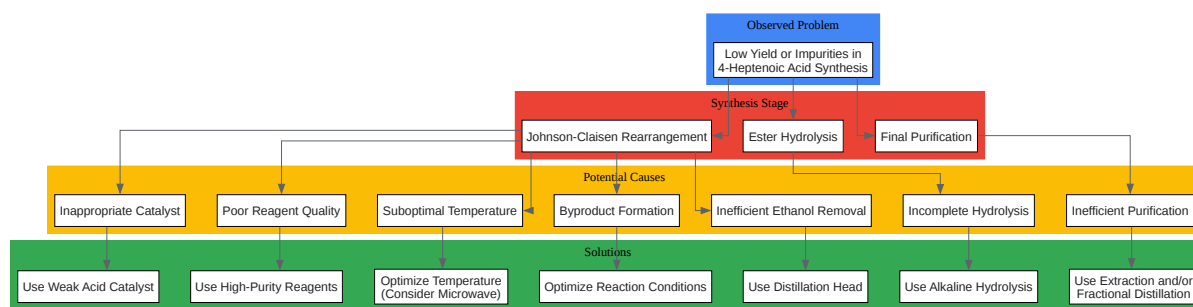 Observed Problem
Low Yield or Impurities in
4-Heptenoic Acid Synthesis
Synthesis Stage
Johnson-Claisen Rearrangement
Ester Hydrolysis
Final Purification
Potential Causes
Inappropriate Catalyst
Poor Reagent Quality
Suboptimal Temperature
Byproduct Formation
Inefficient Ethanol Removal
Incomplete Hydrolysis
Inefficient Purification
Solutions
Use Weak Acid Catalyst
Use High-Purity Reagents
Optimize Temperature
(Consider Microwave)
Optimize Reaction Conditions
Use Distillation Head
Use Alkaline Hydrolysis
Use Extraction and/or
Fractional Distillation